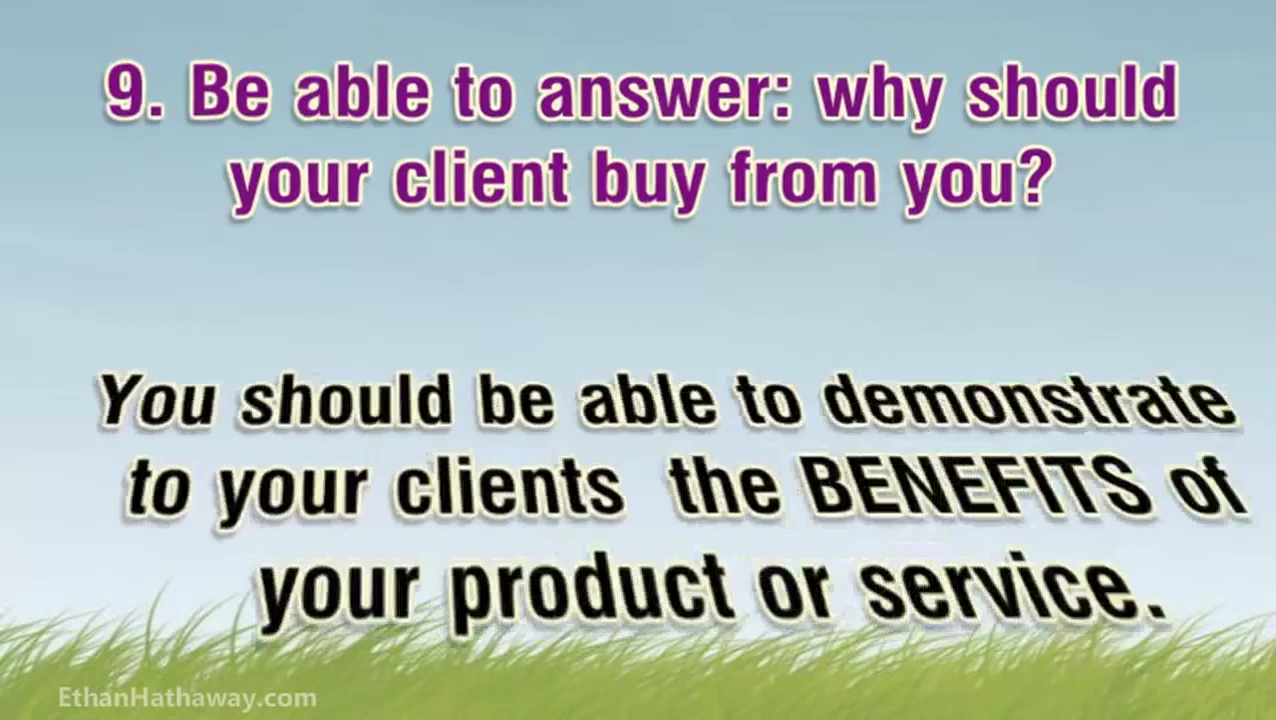 9. Be able to answer: why should
your client buy from you?
You should be able to demonstrate
to your clients the BENEFITS of
your product or service.
EthanHathaway.com